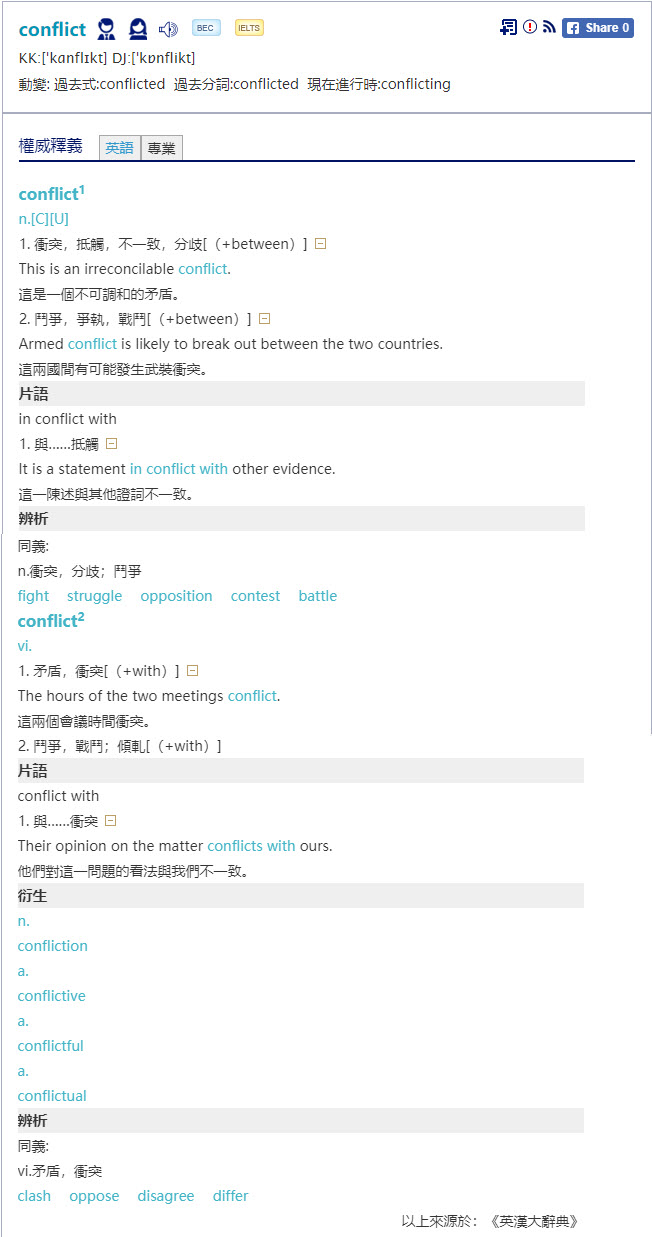 conflict BEC IELTS Share 0
KK:['kɑnflɪkt] DJ:['kɒnflikt]
動變: 過去式:conflicted 過去分詞:conflicted 現在進行時:conflicting
權威釋義 英語 專業
conflict1
n.[C][U]
1. 衝突，抵觸，不一致，分歧[（+between）]
This is an irreconcilable conflict.
這是一個不可調和的矛盾。
2. 鬥爭，爭執，戰鬥[（+between）]
Armed conflict is likely to break out between the two countries.
這兩國間有可能發生武裝衝突。
片語
in conflict with
1. 與……抵觸
It is a statement in conflict with other evidence.
這一陳述與其他證詞不一致。
辨析
同義:
n.衝突，分歧；鬥爭
fight struggle opposition contest battle
conflict2
vi.
1. 矛盾，衝突[（+with）]
The hours of the two meetings conflict.
這兩個會議時間衝突。
2. 鬥爭，戰鬥；傾軋[（+with）]
片語
conflict with
1. 與……衝突
Their opinion on the matter conflicts with ours.
他們對這一問題的看法與我們不一致。
衍生
n.
confliction
a.
conflictive
a.
conflictful
a.
conflictual
辨析
同義:
vi.矛盾，衝突
clash oppose disagree differ
以上來源於：《英漢大辭典》